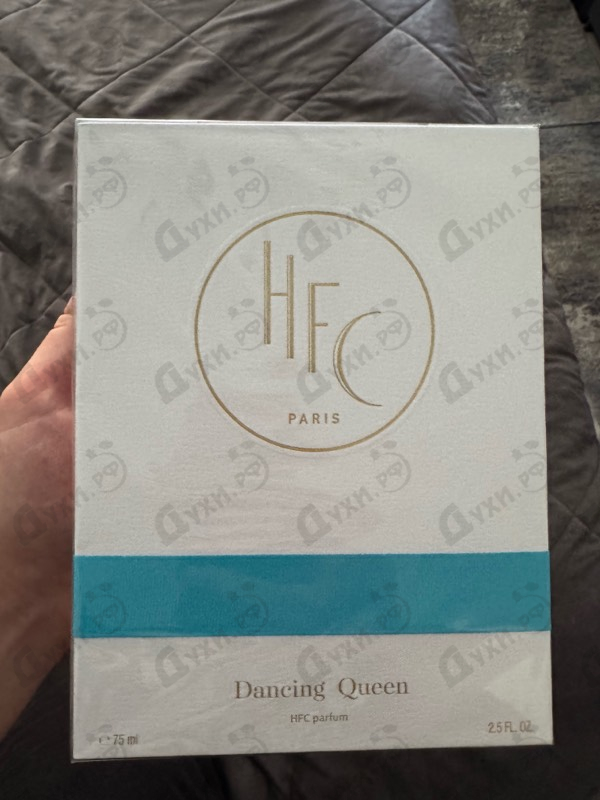 HFC
PARIS
Dancing Queen
HFC parfum
℮ 75 ml
2.5 FL. OZ.
Духи.рф